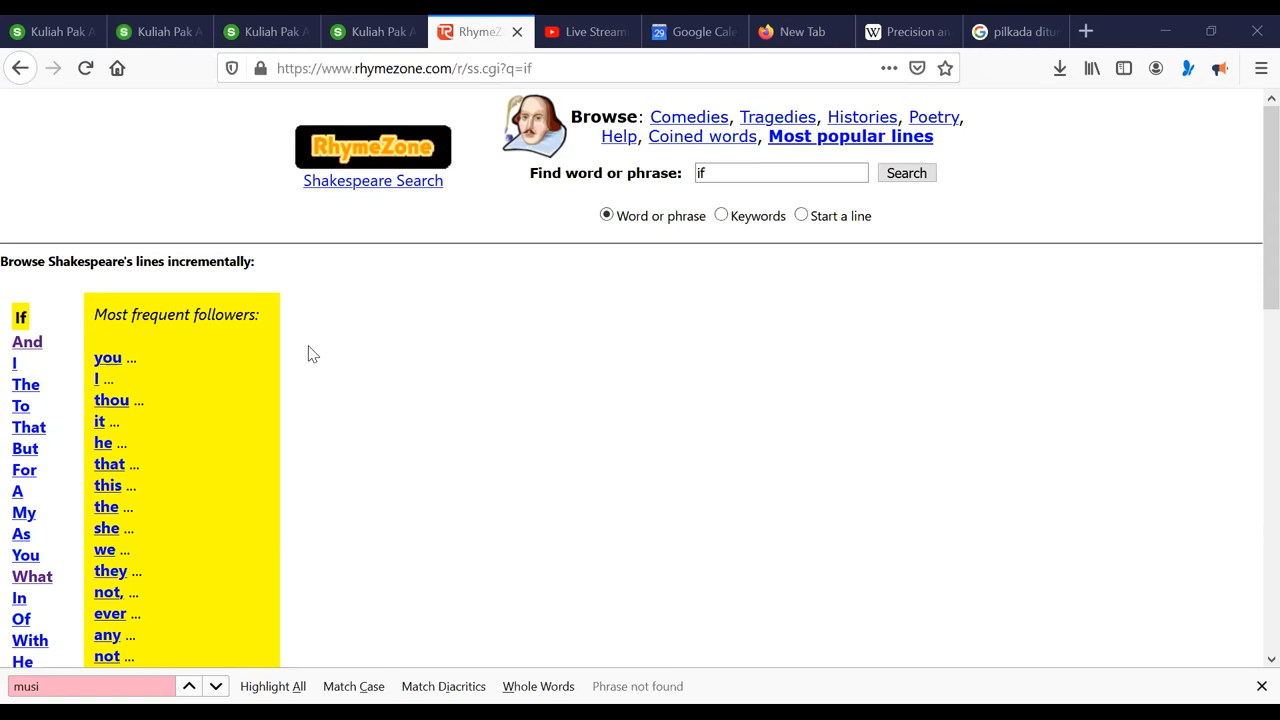 Kuliah Pak A
Kuliah Pak A
Kuliah Pak A
Kuliah Pak A
RhymeZ
Live Stream
Google Cale
New Tab
Precision an
pilkada ditu
https://www.rhymezone.com/r/ss.cgi?q=if
RhymeZone
Shakespeare Search
Browse: Comedies, Tragedies, Histories, Poetry,
Help, Coined words, Most popular lines
Find word or phrase: if Search
Word or phrase Keywords Start a line
Browse Shakespeare's lines incrementally:
If
And
I
The
To
That
But
For
A
My
As
You
What
In
Of
With
He
Most frequent followers:
you ...
I ...
thou ...
it ...
he ...
that ...
this ...
the ...
she ...
we ...
they ...
not, ...
ever ...
any ...
not ...
musi Highlight All Match Case Match Diacritics Whole Words Phrase not found